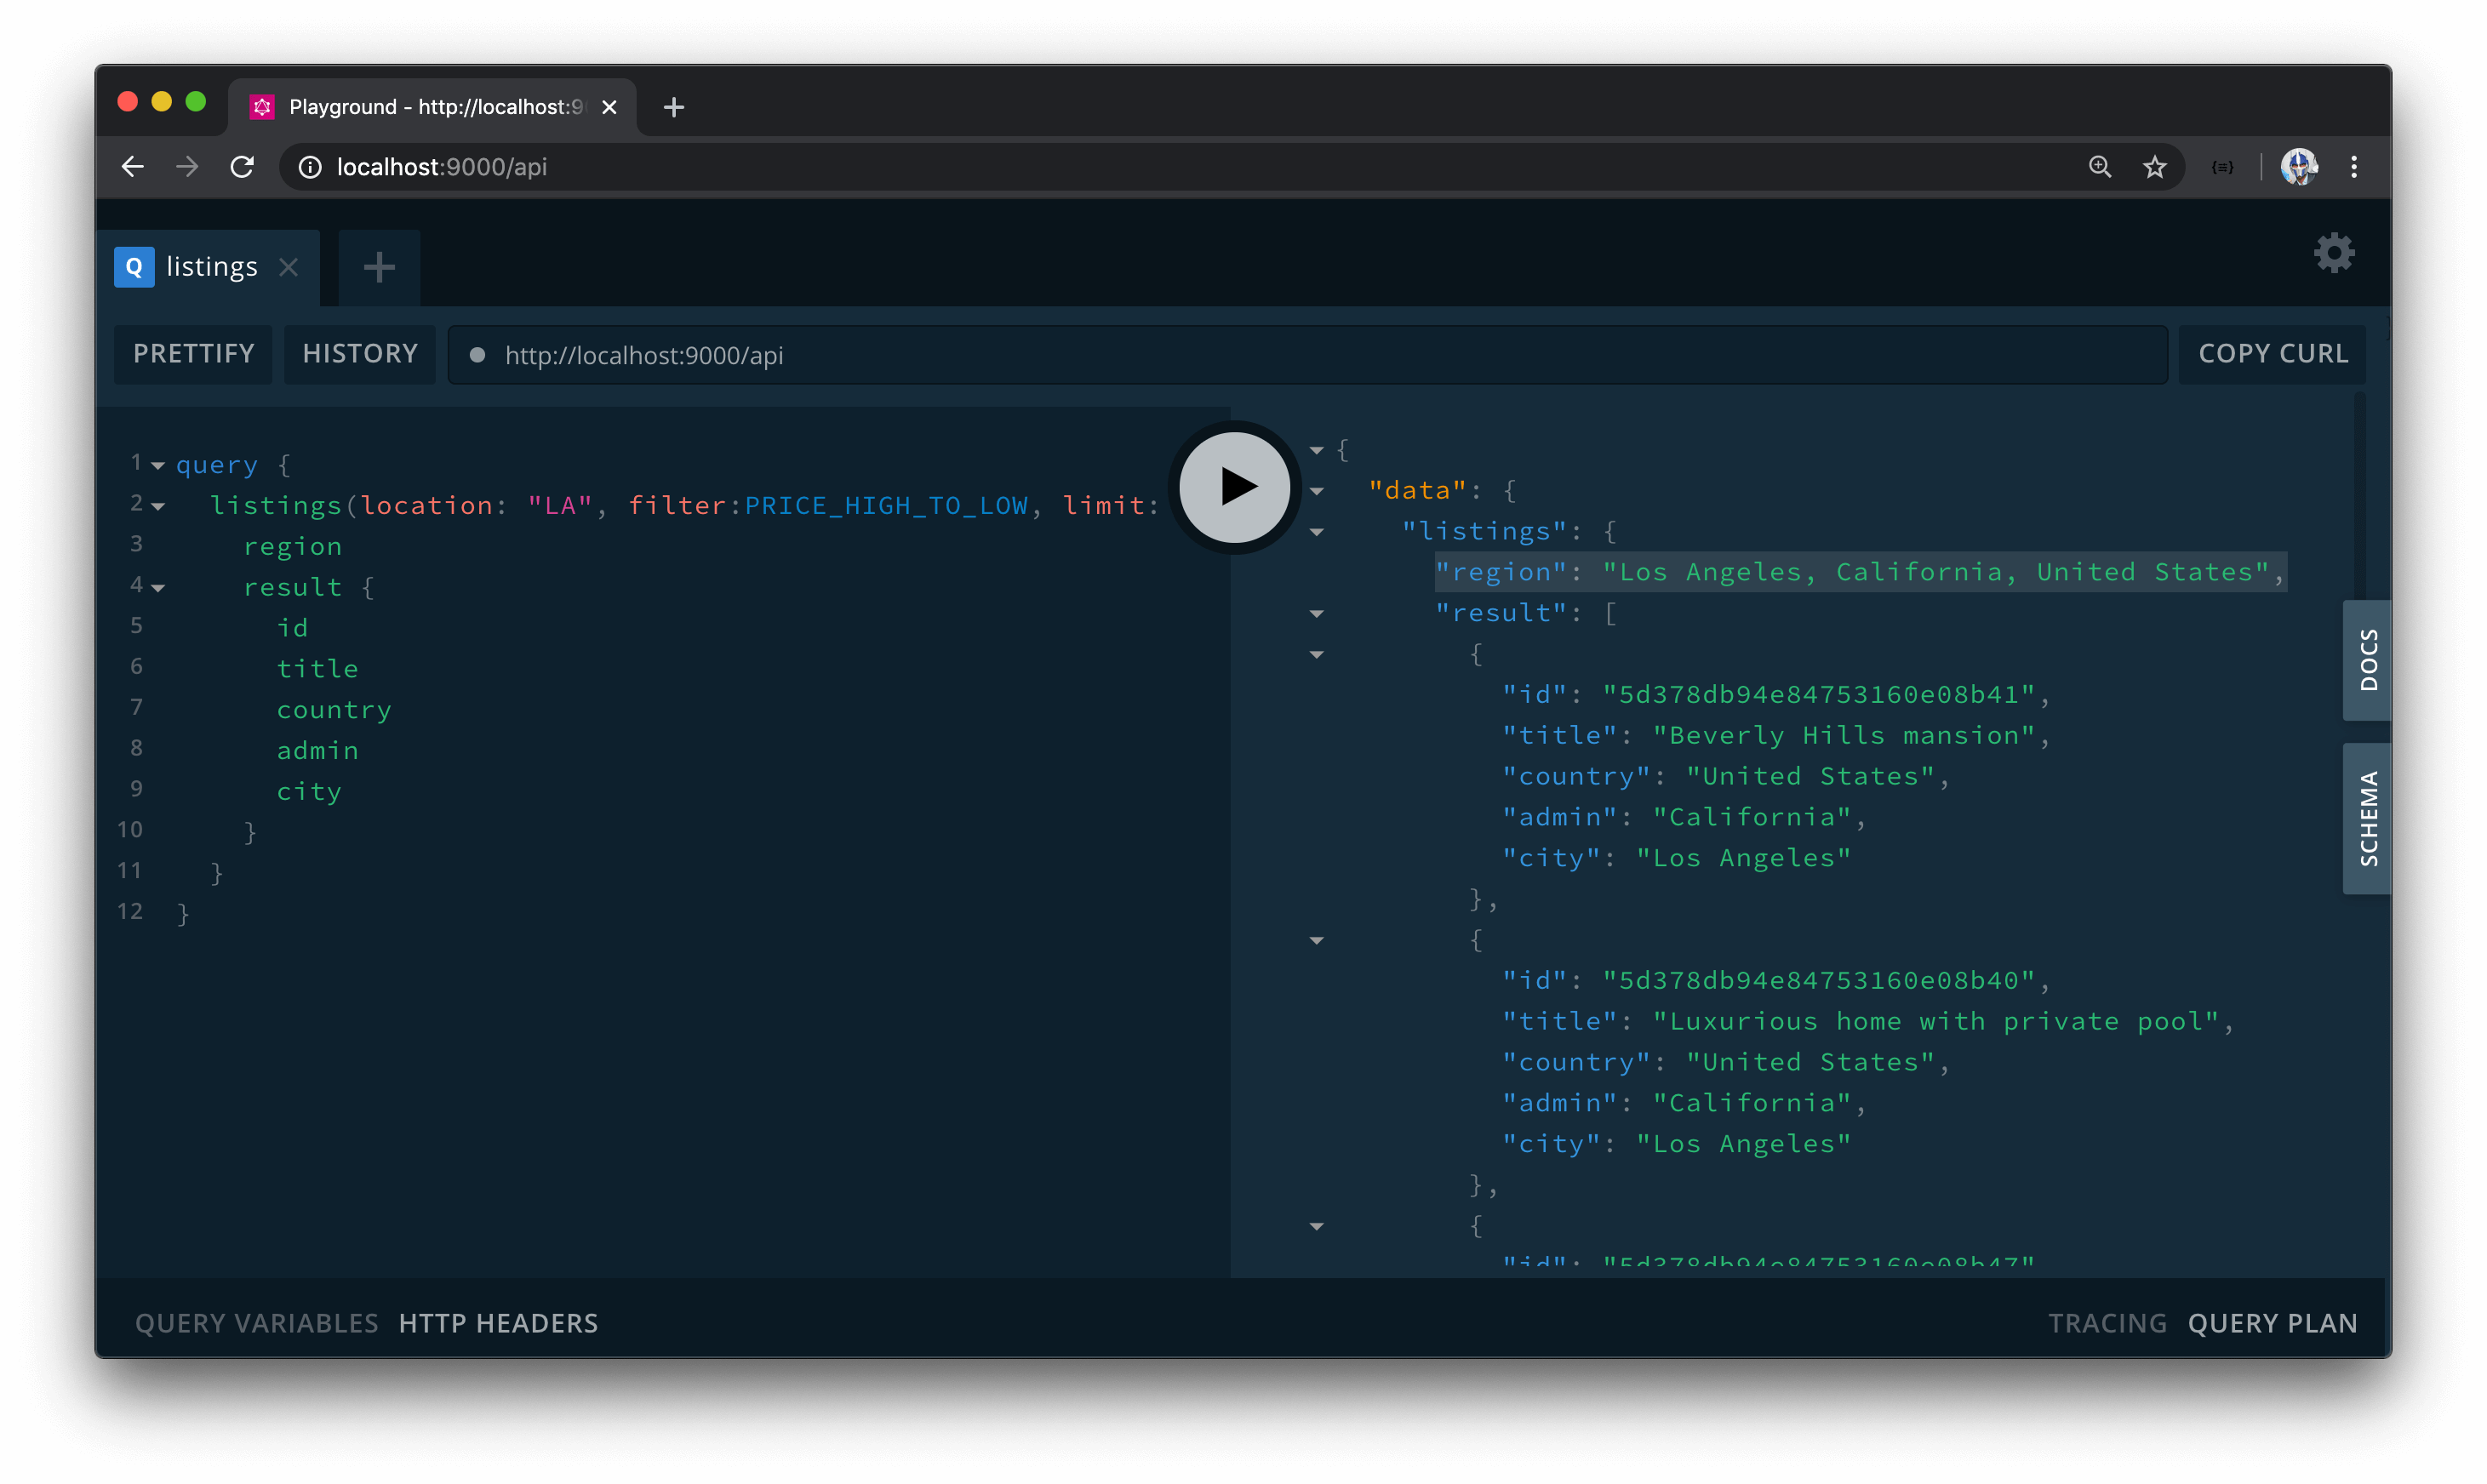 Playground - http://localhost:9
localhost:9000/api
Q listings
PRETTIFY
HISTORY
http://localhost:9000/api
COPY CURL
1 query {
2 listings(location: "LA", filter:PRICE_HIGH_TO_LOW, limit:
3 region
4 result {
5 id
6 title
7 country
8 admin
9 city
10 }
11 }
12 }
{
"data": {
"listings": {
"region": "Los Angeles, California, United States",
"result": [
{
"id": "5d378db94e84753160e08b41",
"title": "Beverly Hills mansion",
"country": "United States",
"admin": "California",
"city": "Los Angeles"
},
{
"id": "5d378db94e84753160e08b40",
"title": "Luxurious home with private pool",
"country": "United States",
"admin": "California",
"city": "Los Angeles"
},
{
"id": "5d378db94e84753160e08b47"
DOCS
SCHEMA
QUERY VARIABLES
HTTP HEADERS
TRACING
QUERY PLAN